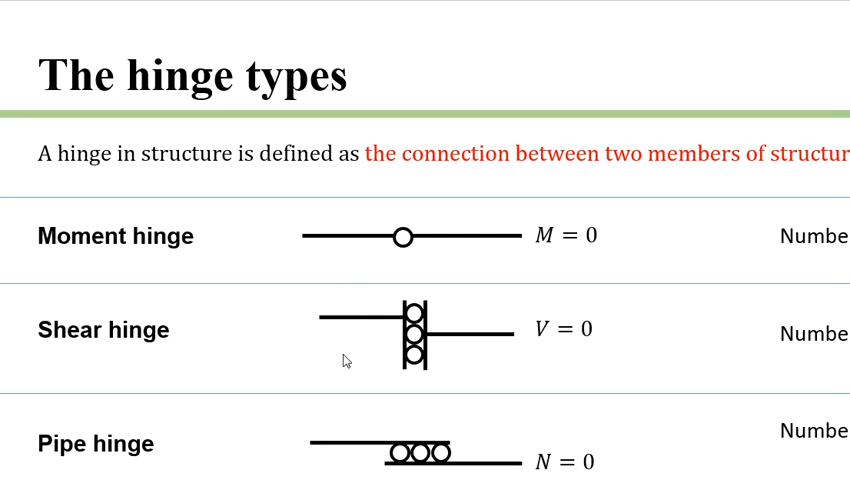 The hinge types
A hinge in structure is defined as the connection between two members of structur
Moment hinge M = 0 Numbe
Shear hinge V = 0 Numbe
Pipe hinge N = 0 Numbe